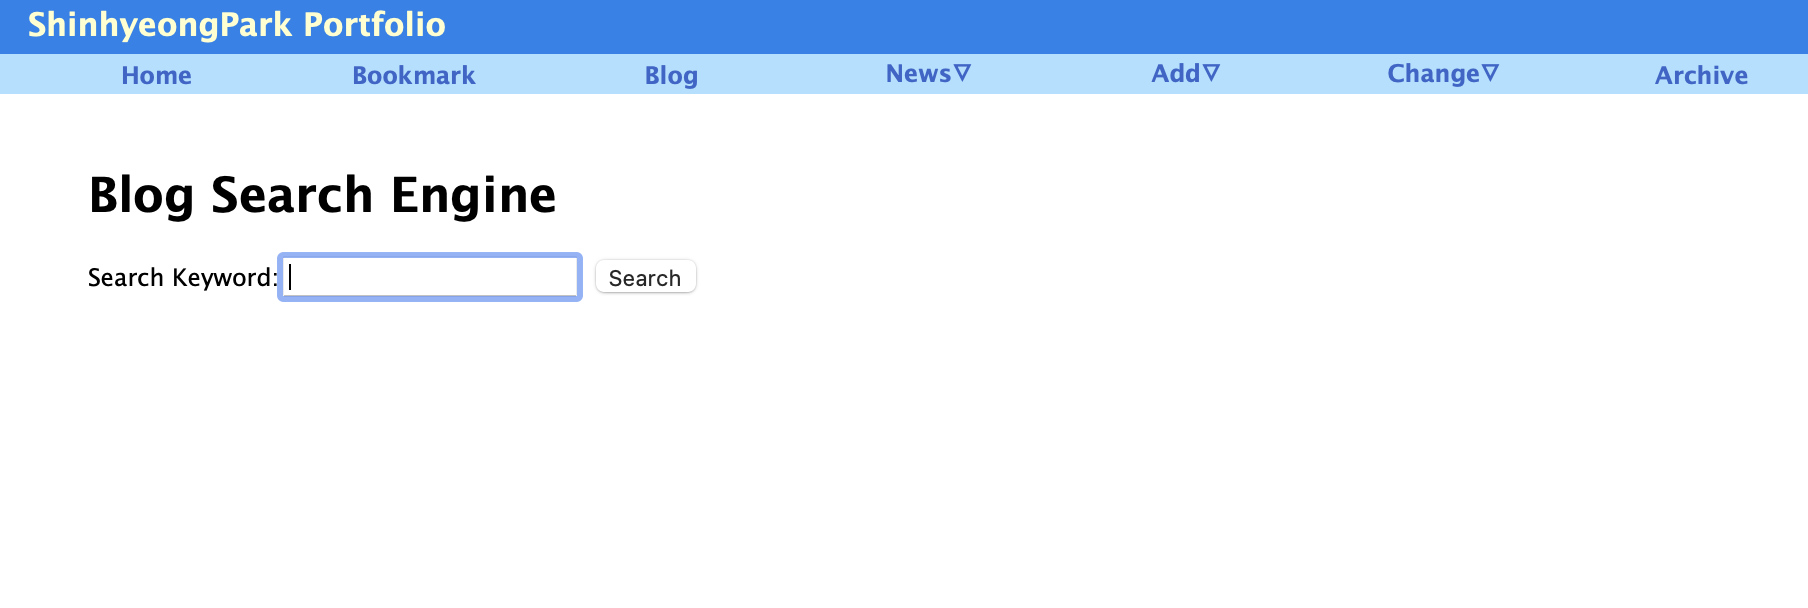 ShinhyeongPark Portfolio
Home Bookmark Blog News▽ Add▽ Change▽ Archive
Blog Search Engine
Search Keyword: Search